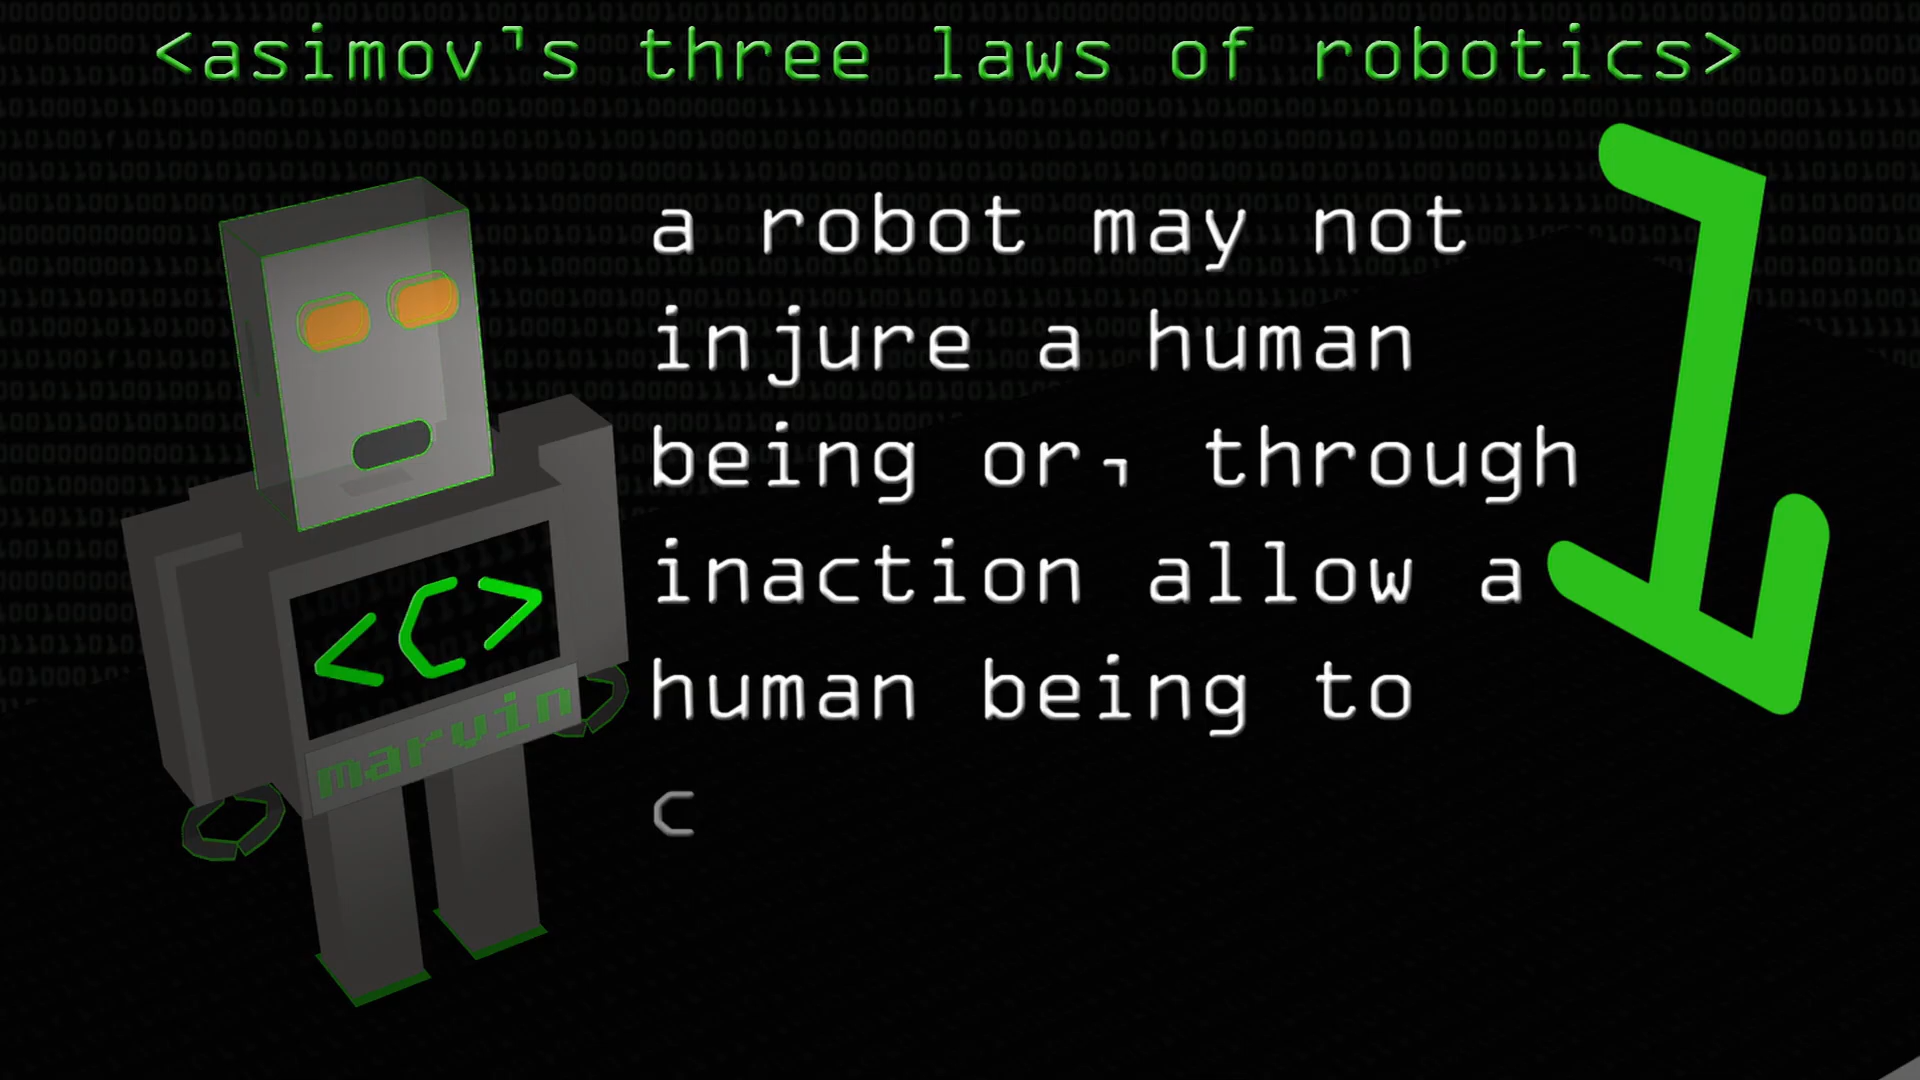 <asimov's three laws of robotics>
1
a robot may not
injure a human
being or, through
inaction allow a
human being to
c
<C>
marvin